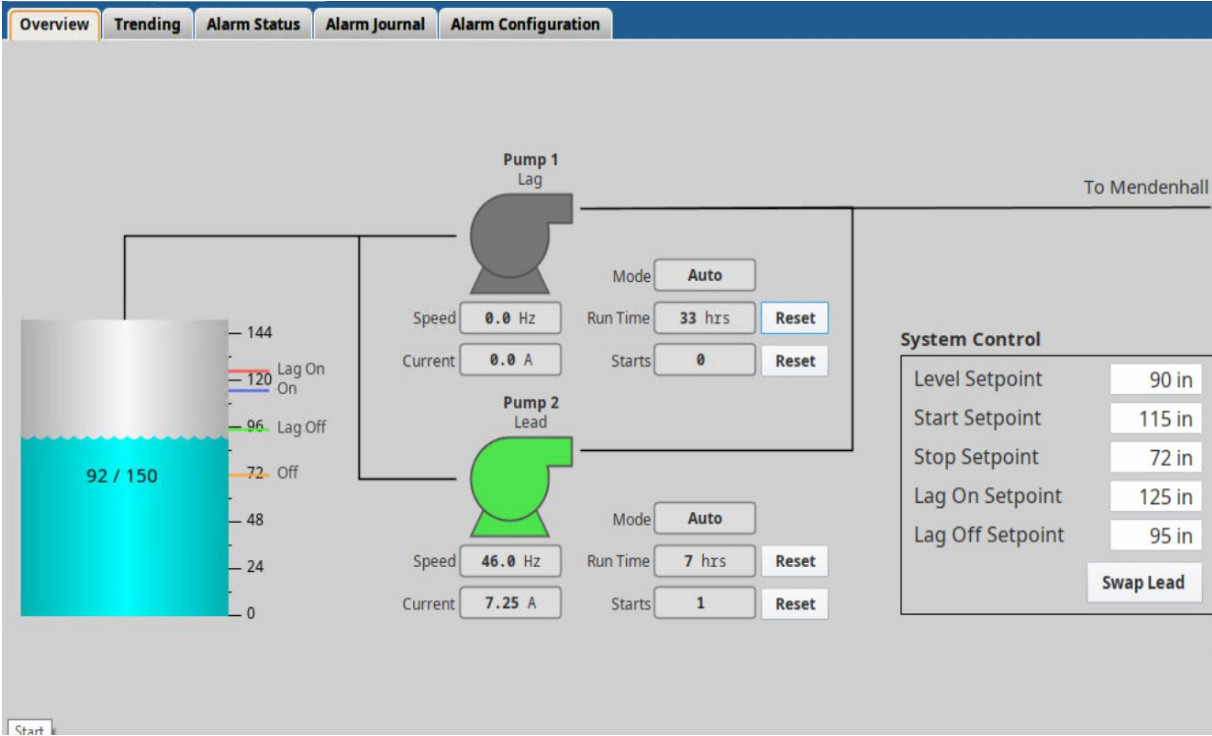 Overview Trending Alarm Status Alarm Journal Alarm Configuration
Pump 1
Lag
To Mendenhall
Mode Auto
Speed 0.0 Hz Run Time 33 hrs Reset
Current 0.0 A Starts 0 Reset
144
Lag On
120
On
96 Lag Off
72 Off
48
24
0
92 / 150
Pump 2
Lead
Mode Auto
Speed 46.0 Hz Run Time 7 hrs Reset
Current 7.25 A Starts 1 Reset
System Control
Level Setpoint 90 in
Start Setpoint 115 in
Stop Setpoint 72 in
Lag On Setpoint 125 in
Lag Off Setpoint 95 in
Swap Lead
Start